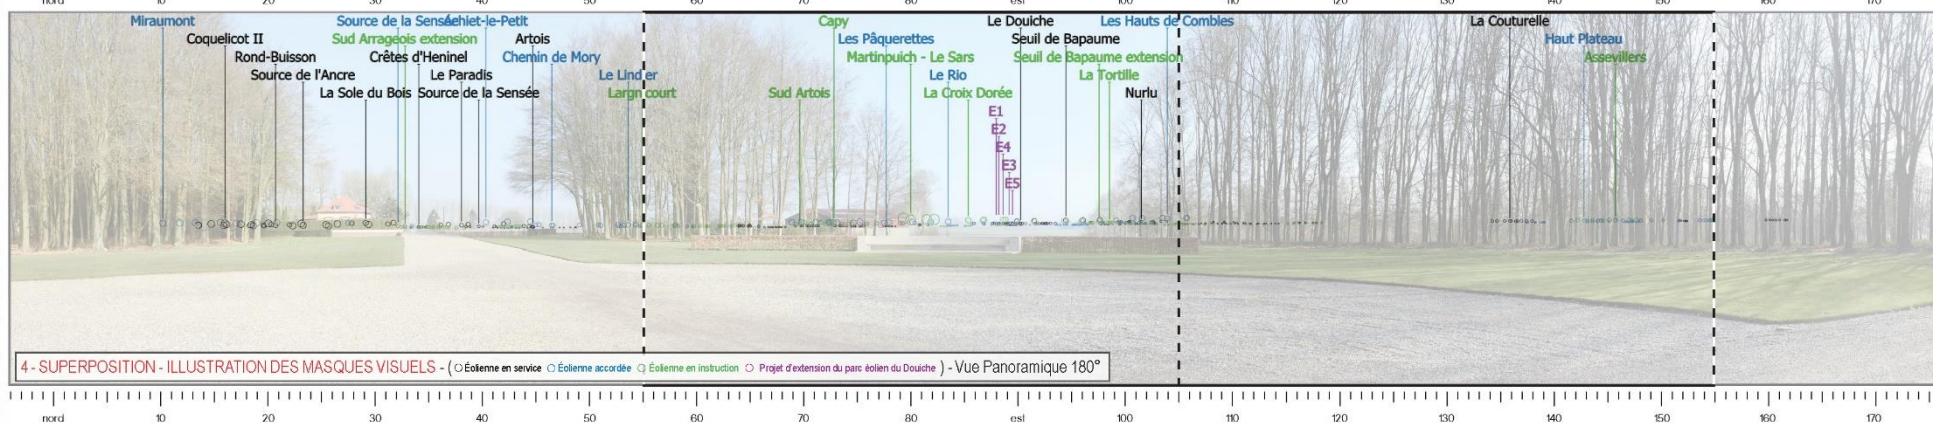 nord 10 20 30 40 50 60 70 80 est 100 110 120 130 140 150 160 170
Miraumont Source de la Sensée Achiet-le-Petit Capy Le Douiche Les Hauts de Combles La Couturelle
Coquelicot II Sud Arrageois extension Artois Les Pâquerettes Seuil de Bapaume Haut Plateau
Rond-Buisson Crêtes d'Heninel Chemin de Mory Martinpuich - Le Sars Seuil de Bapaume extension Assevillers
Source de l'Ancre Le Paradis Le Lin er Le Rio La Tortille
La Sole du Bois Source de la Sensée Largn court Sud Artois La Croix Dorée Nurlu
E1
E2
E4
E3
E5
4 - SUPERPOSITION - ILLUSTRATION DES MASQUES VISUELS - ( Éolienne en service Éolienne accordée Éolienne en instruction Projet d'extension du parc éolien du Douiche ) - Vue Panoramique 180°
nord 10 20 30 40 50 60 70 80 est 100 110 120 130 140 150 160 170